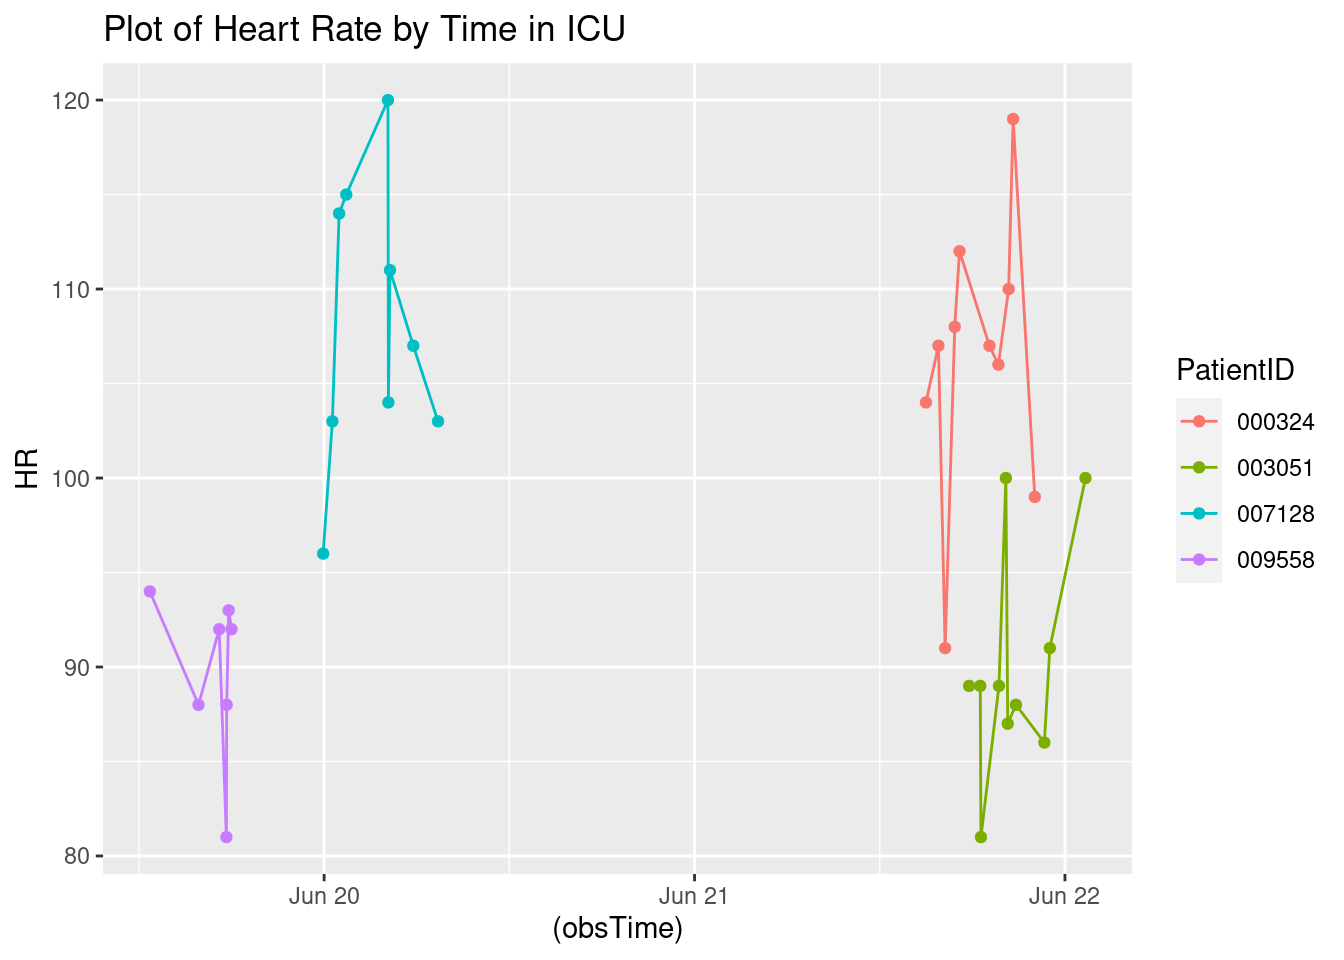 Plot of Heart Rate by Time in ICU
120
110
100
90
80
HR
Jun 20
Jun 21
Jun 22
(obsTime)
PatientID
000324
003051
007128
009558